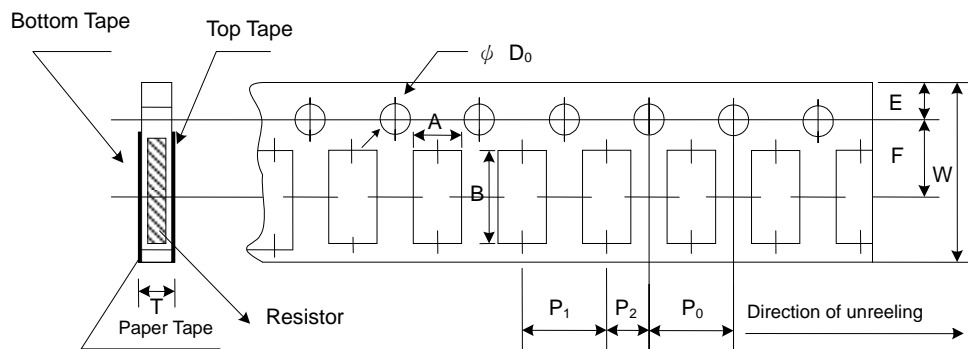 Bottom Tape
Top Tape
ψ D₀
E
A
F
B
W
T
P₁
P₂
P₀
Direction of unreeling
Resistor
Paper Tape